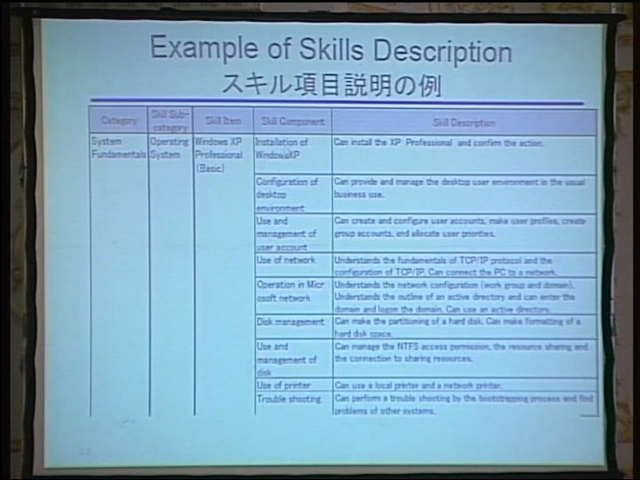 Example of Skills Description
スキル項目説明の例
Category
Skill Sub-category
Skill Item
Skill Component
Skill Description
System Fundamentals
Operating System
Windows XP Professional (Basic)
Installation of WindowsXP
Can install the XP Professional and confirm the action.
Configuration of desktop environment
Can provide and manage the desktop user environment in the usual
business use.
Use and management of user account
Can create and configure user accounts, make user profiles, create
group accounts, and allocate user priorities.
Use of network
Understands the fundamentals of TCP/IP protocol and the
configuration of TCP/IP. Can connect the PC to a network.
Operation in Micr osoft network
Understands the network configuration (work group and domain).
Understands the outline of an active directory and can enter the
domain and logon the domain. Can use an active directory.
Disk management
Can make the partitioning of a hard disk. Can make formatting of a
hard disk space.
Use and management of disk
Can manage the NTFS access permission, the resource sharing and
the connection to sharing resources.
Use of printer
Can use a local printer and a network printer.
Trouble shooting
Can perform a trouble shooting by the bootstrapping process and find
problems of other systems.